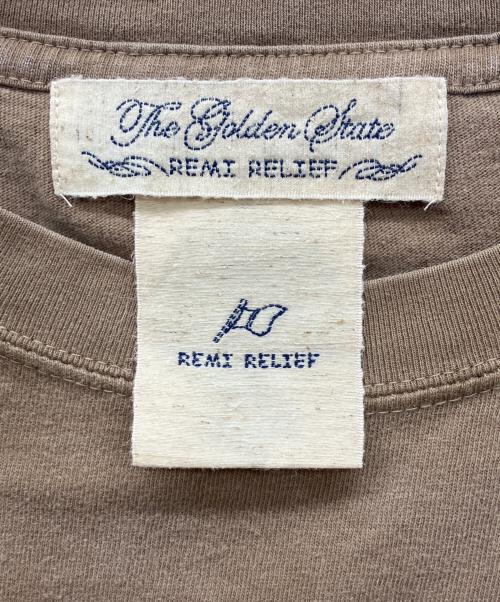 The Golden State
REMI RELIEF
REMI RELIEF